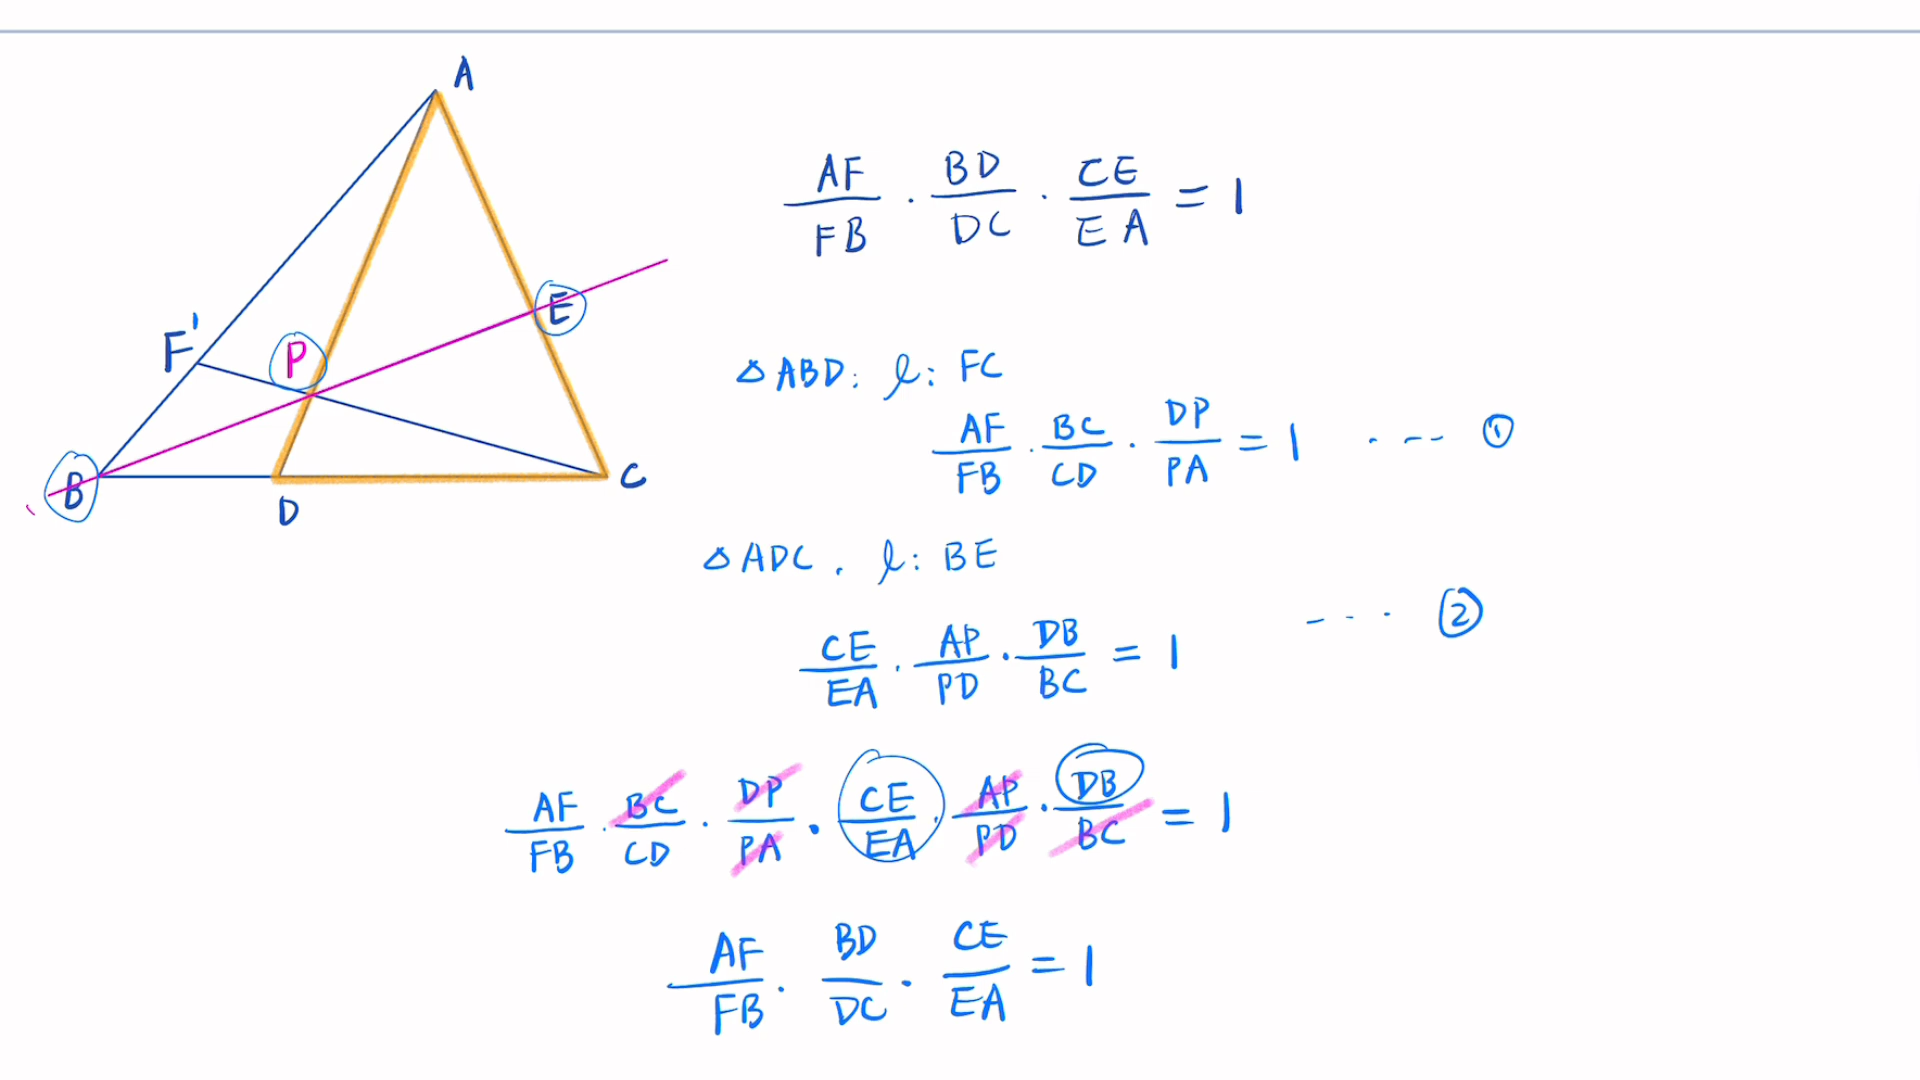 A
F'
P
E
B
D
C
AF/FB · BD/DC · CE/EA = 1
△ABD: l: FC
AF/FB · BC/CD · DP/PA = 1 ---- ①
△ADC. l: BE
CE/EA · AP/PD · DB/BC = 1 --·· ②
AF/FB · BC/CD · DP/PA · CE/EA · AP/PD · DB/BC = 1
AF/FB · BD/DC · CE/EA = 1